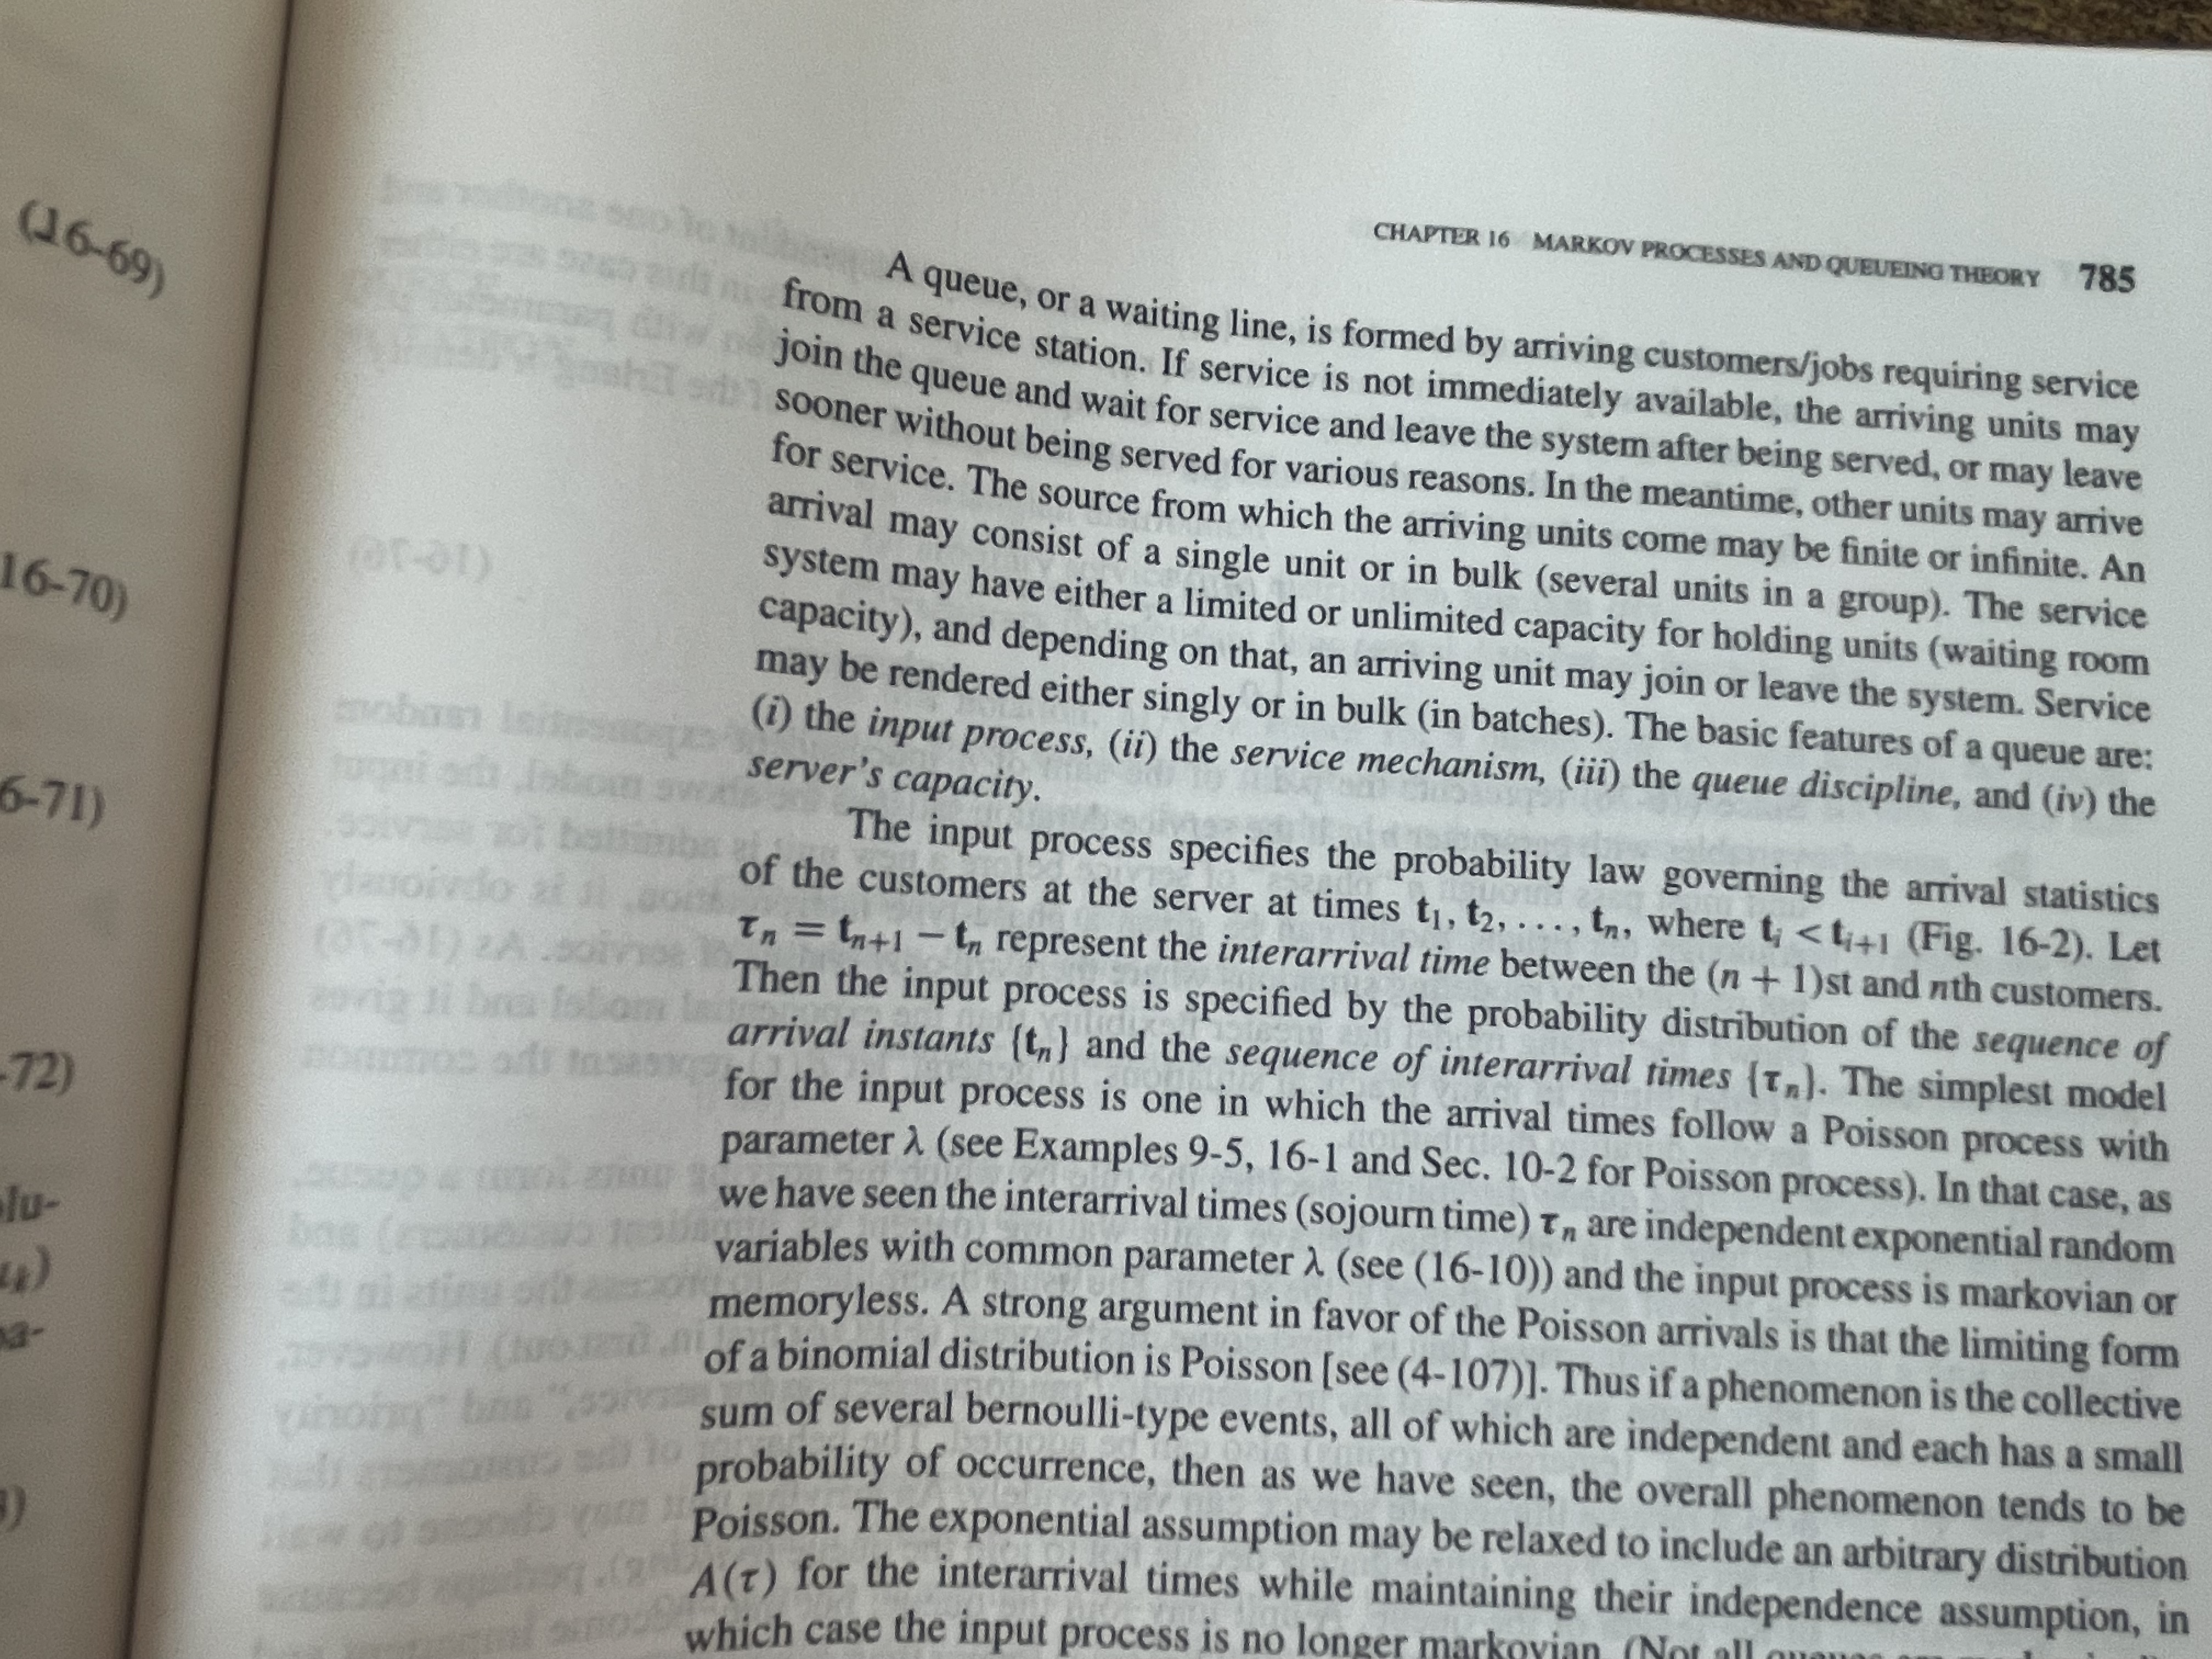 (16-69)
16-70)
6-71)
-72)
CHAPTER 16 MARKOV PROCESSES AND QUEUEING THEORY 785
A queue, or a waiting line, is formed by arriving customers/jobs requiring service
from a service station. If service is not immediately available, the arriving units may
join the queue and wait for service and leave the system after being served, or may leave
sooner without being served for various reasons. In the meantime, other units may arrive
for service. The source from which the arriving units come may be finite or infinite. An
arrival may consist of a single unit or in bulk (several units in a group). The service
system may have either a limited or unlimited capacity for holding units (waiting room
capacity), and depending on that, an arriving unit may join or leave the system. Service
may be rendered either singly or in bulk (in batches). The basic features of a queue are:
(i) the input process, (ii) the service mechanism, (iii) the queue discipline, and (iv) the
server's capacity.
The input process specifies the probability law governing the arrival statistics
of the customers at the server at times t₁, t₂, . . . , tₙ, where tᵢ < tᵢ₊₁ (Fig. 16-2). Let
τₙ = tₙ₊₁ − tₙ represent the interarrival time between the (n + 1)st and nth customers.
Then the input process is specified by the probability distribution of the sequence of
arrival instants {tₙ} and the sequence of interarrival times {τₙ}. The simplest model
for the input process is one in which the arrival times follow a Poisson process with
parameter λ (see Examples 9-5, 16-1 and Sec. 10-2 for Poisson process). In that case, as
we have seen the interarrival times (sojourn time) τₙ are independent exponential random
variables with common parameter λ (see (16-10)) and the input process is markovian or
memoryless. A strong argument in favor of the Poisson arrivals is that the limiting form
of a binomial distribution is Poisson [see (4-107)]. Thus if a phenomenon is the collective
sum of several bernoulli-type events, all of which are independent and each has a small
probability of occurrence, then as we have seen, the overall phenomenon tends to be
Poisson. The exponential assumption may be relaxed to include an arbitrary distribution
A(τ) for the interarrival times while maintaining their independence assumption, in
which case the input process is no longer markovian. (Not all